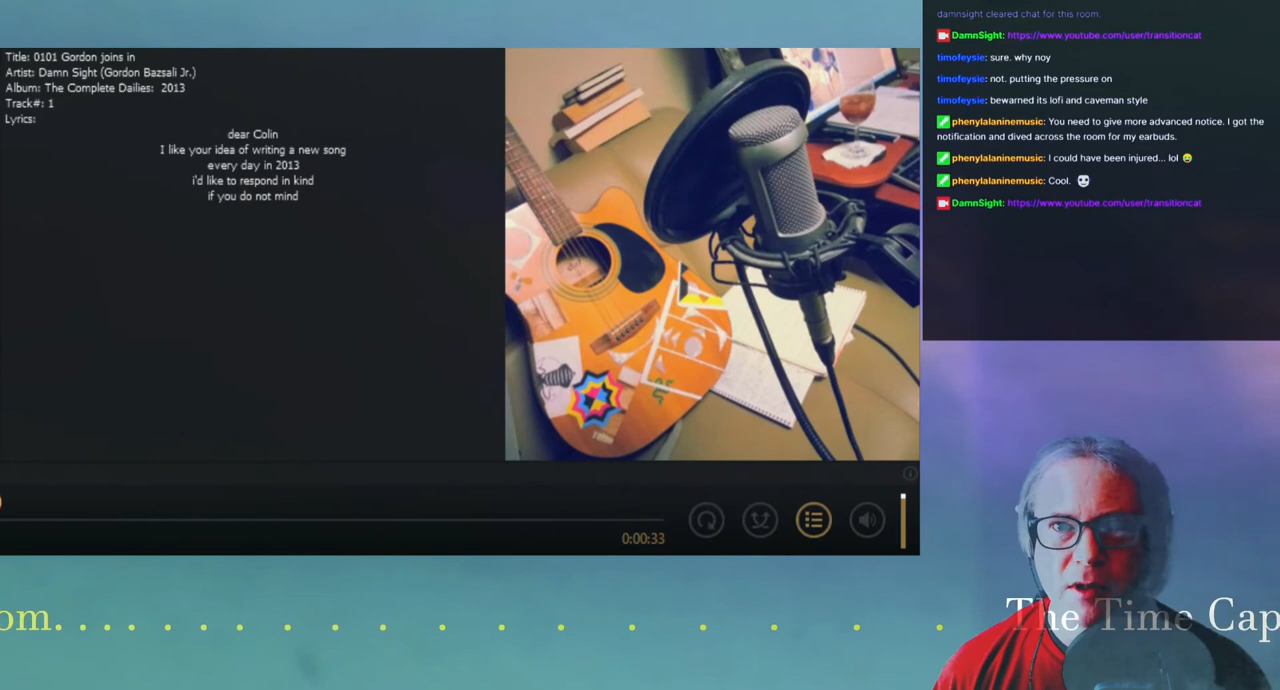 Title: 0101 Gordon joins in
Artist: Damn Sight (Gordon Bazsali Jr.)
Album: The Complete Dailies:  2013
Track#: 1
Lyrics:
dear Colin
I like your idea of writing a new song
every day in 2013
i'd like to respond in kind
if you do not mind
0:00:33
damnsight cleared chat for this room.
DamnSight: https://www.youtube.com/user/transitioncat
timofeysie: sure. why noy
timofeysie: not. putting the pressure on
timofeysie: bewarned its lofi and caveman style
phenylalaninemusic: You need to give more advanced notice. I got the
notification and dived across the room for my earbuds.
phenylalaninemusic: I could have been injured... lol 😂
phenylalaninemusic: Cool.
DamnSight: https://www.youtube.com/user/transitioncat
om. . . . . . . . . . . . . . . . The Time Cap